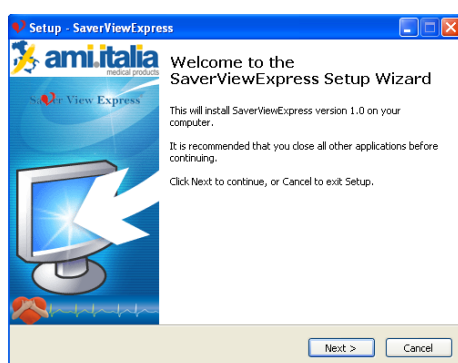 Setup - SaverViewExpress
ami.italia
medical products
Saver View Express
Welcome to the
SaverViewExpress Setup Wizard
This will install SaverViewExpress version 1.0 on your
computer.
It is recommended that you close all other applications before
continuing.
Click Next to continue, or Cancel to exit Setup.
Next >
Cancel